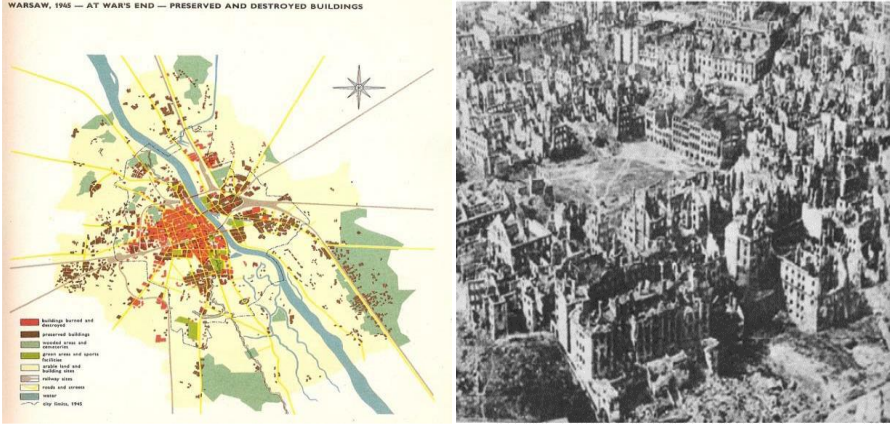 WARSAW, 1945 — AT WAR'S END — PRESERVED AND DESTROYED BUILDINGS
buildings burned and
destroyed
preserved buildings
wooded areas and
cemeteries
green areas and sports
facilities
arable land and
building sites
railway sites
roads and streets
water
city limits, 1945